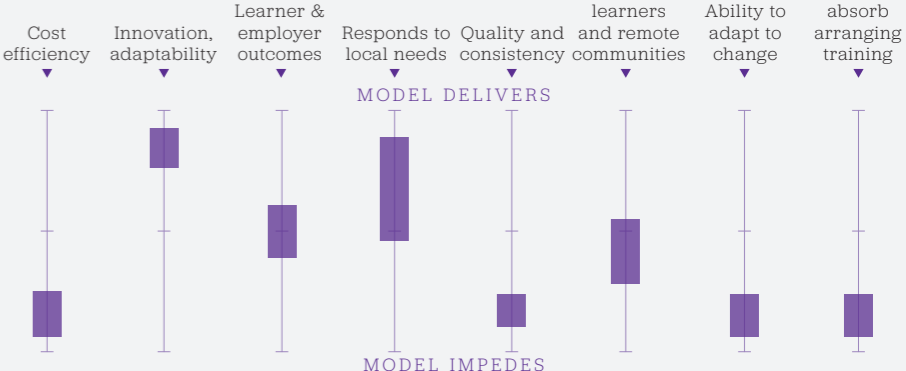 Cost
efficiency
Innovation,
adaptability
Learner &
employer
outcomes
Responds to
local needs
Quality and
consistency
learners
and remote
communities
Ability to
adapt to
change
absorb
arranging
training
MODEL DELIVERS
MODEL IMPEDES